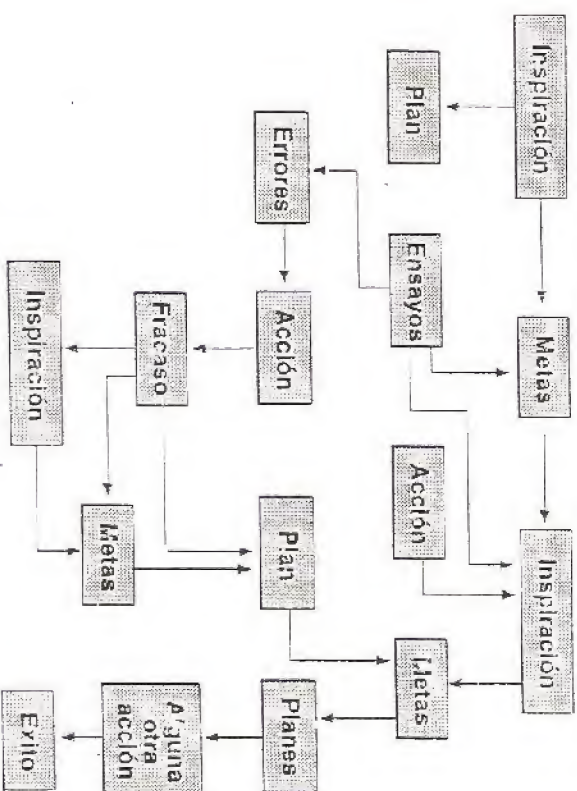 Inspiración
Metas
Inspiración
Plan
Ensayos
Acción
Metas
Errores
Acción
Plan
Planes
Fracaso
Alguna
otra
acción
Metas
Inspiración
Exito